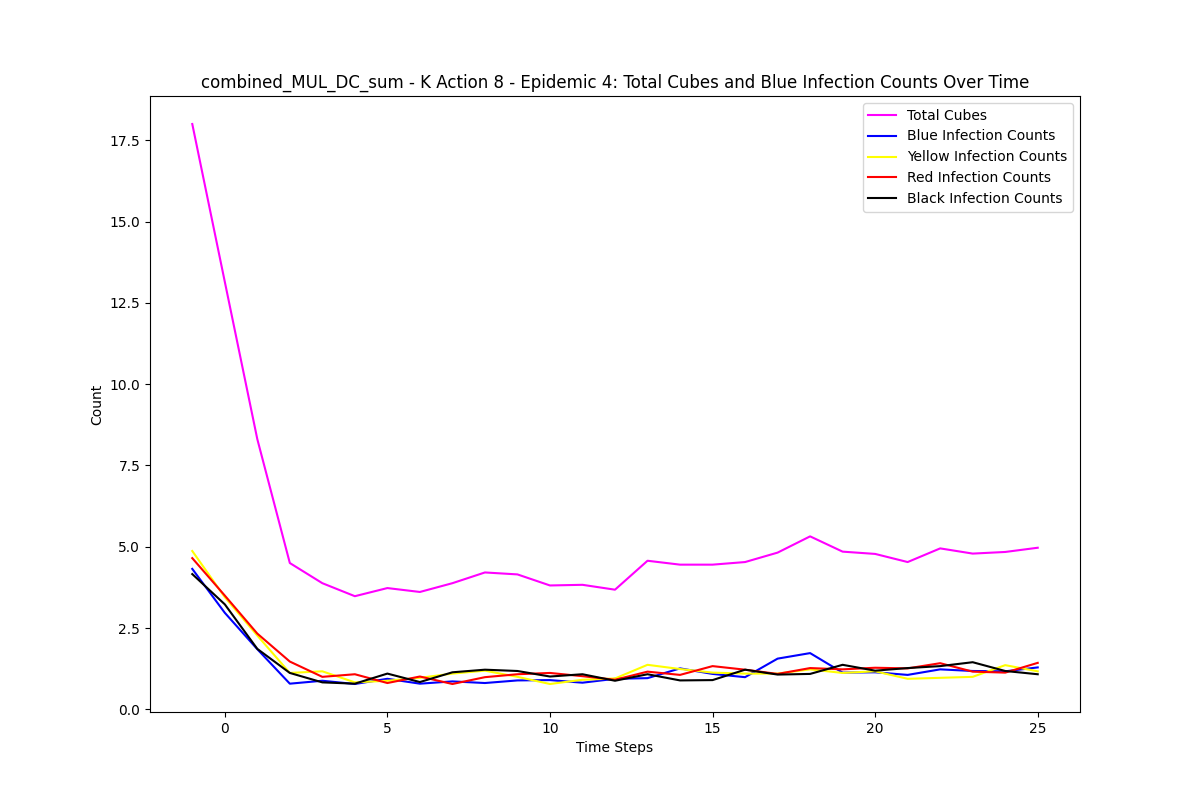 combined_MUL_DC_sum - K Action 8 - Epidemic 4: Total Cubes and Blue Infection Counts Over Time
Total Cubes
Blue Infection Counts
Yellow Infection Counts
Red Infection Counts
Black Infection Counts
17.5
15.0
12.5
10.0
7.5
5.0
2.5
0.0
Count
0
5
10
15
20
25
Time Steps